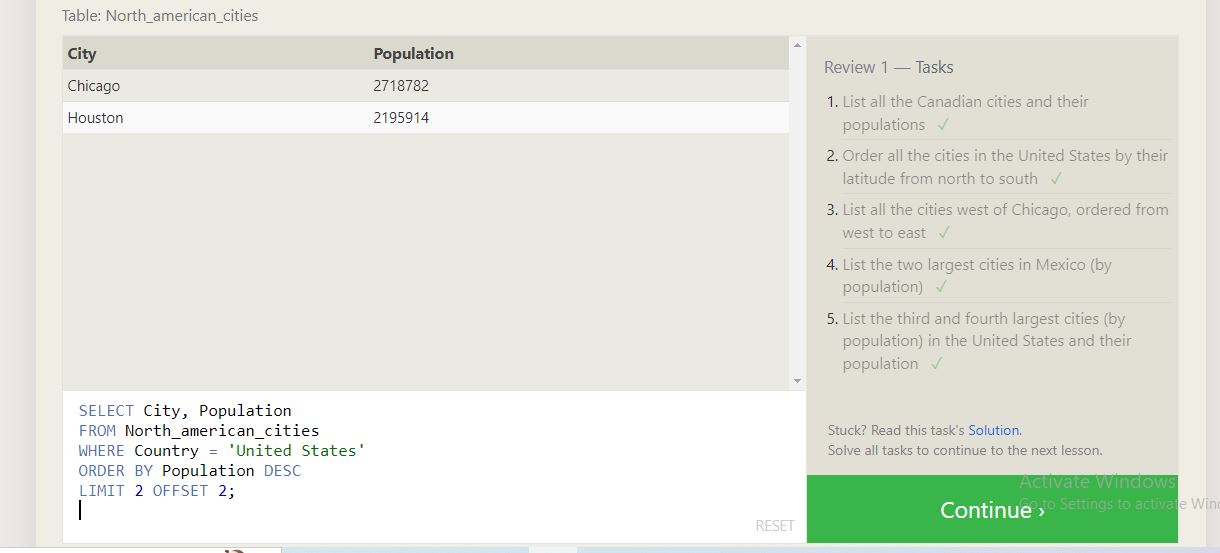 Table: North_american_cities
City Population
Chicago 2718782
Houston 2195914
SELECT City, Population
FROM North_american_cities
WHERE Country = 'United States'
ORDER BY Population DESC
LIMIT 2 OFFSET 2;
RESET
Review 1 — Tasks
1. List all the Canadian cities and their
populations ✓
2. Order all the cities in the United States by their
latitude from north to south ✓
3. List all the cities west of Chicago, ordered from
west to east ✓
4. List the two largest cities in Mexico (by
population) ✓
5. List the third and fourth largest cities (by
population) in the United States and their
population ✓
Stuck? Read this task's Solution.
Solve all tasks to continue to the next lesson.
Continue ›
Activate Windows
Go to Settings to activate Win